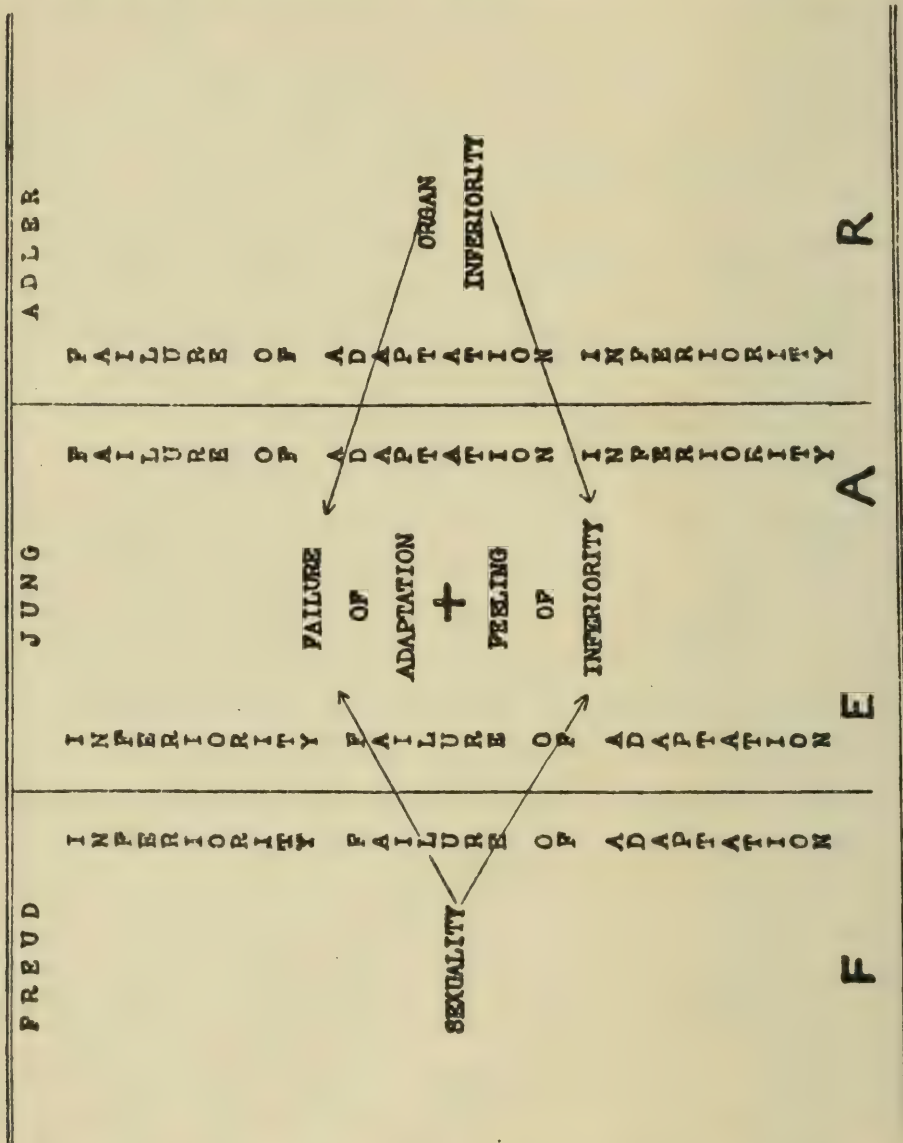 FREUD
JUNG
ADLER
INFERIORITY FAILURE OF ADAPTATION
INFERIORITY FAILURE OF ADAPTATION
FAILURE OF ADAPTATION INFERIORITY
FAILURE OF ADAPTATION INFERIORITY
SEXUALITY
FAILURE
OF
ADAPTATION
+
FEELING
OF
INFERIORITY
ORGAN
INFERIORITY
F E A R